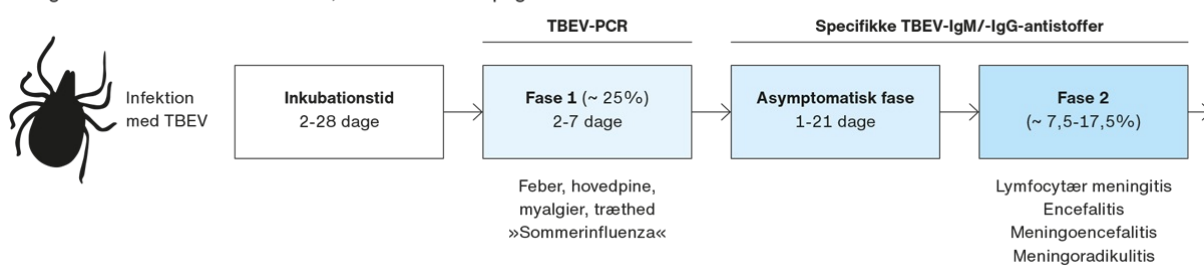 TBEV-PCR
Specifikke TBEV-IgM/-IgG-antistoffer
Infektion
med TBEV
Inkubationstid
2-28 dage
Fase 1 (~ 25%)
2-7 dage
Asymptomatisk fase
1-21 dage
Fase 2
(~ 7,5-17,5%)
Feber, hovedpine,
myalgier, træthed
»Sommerinfluenza«
Lymfocytær meningitis
Encefalitis
Meningoencefalitis
Meningoradikulitis